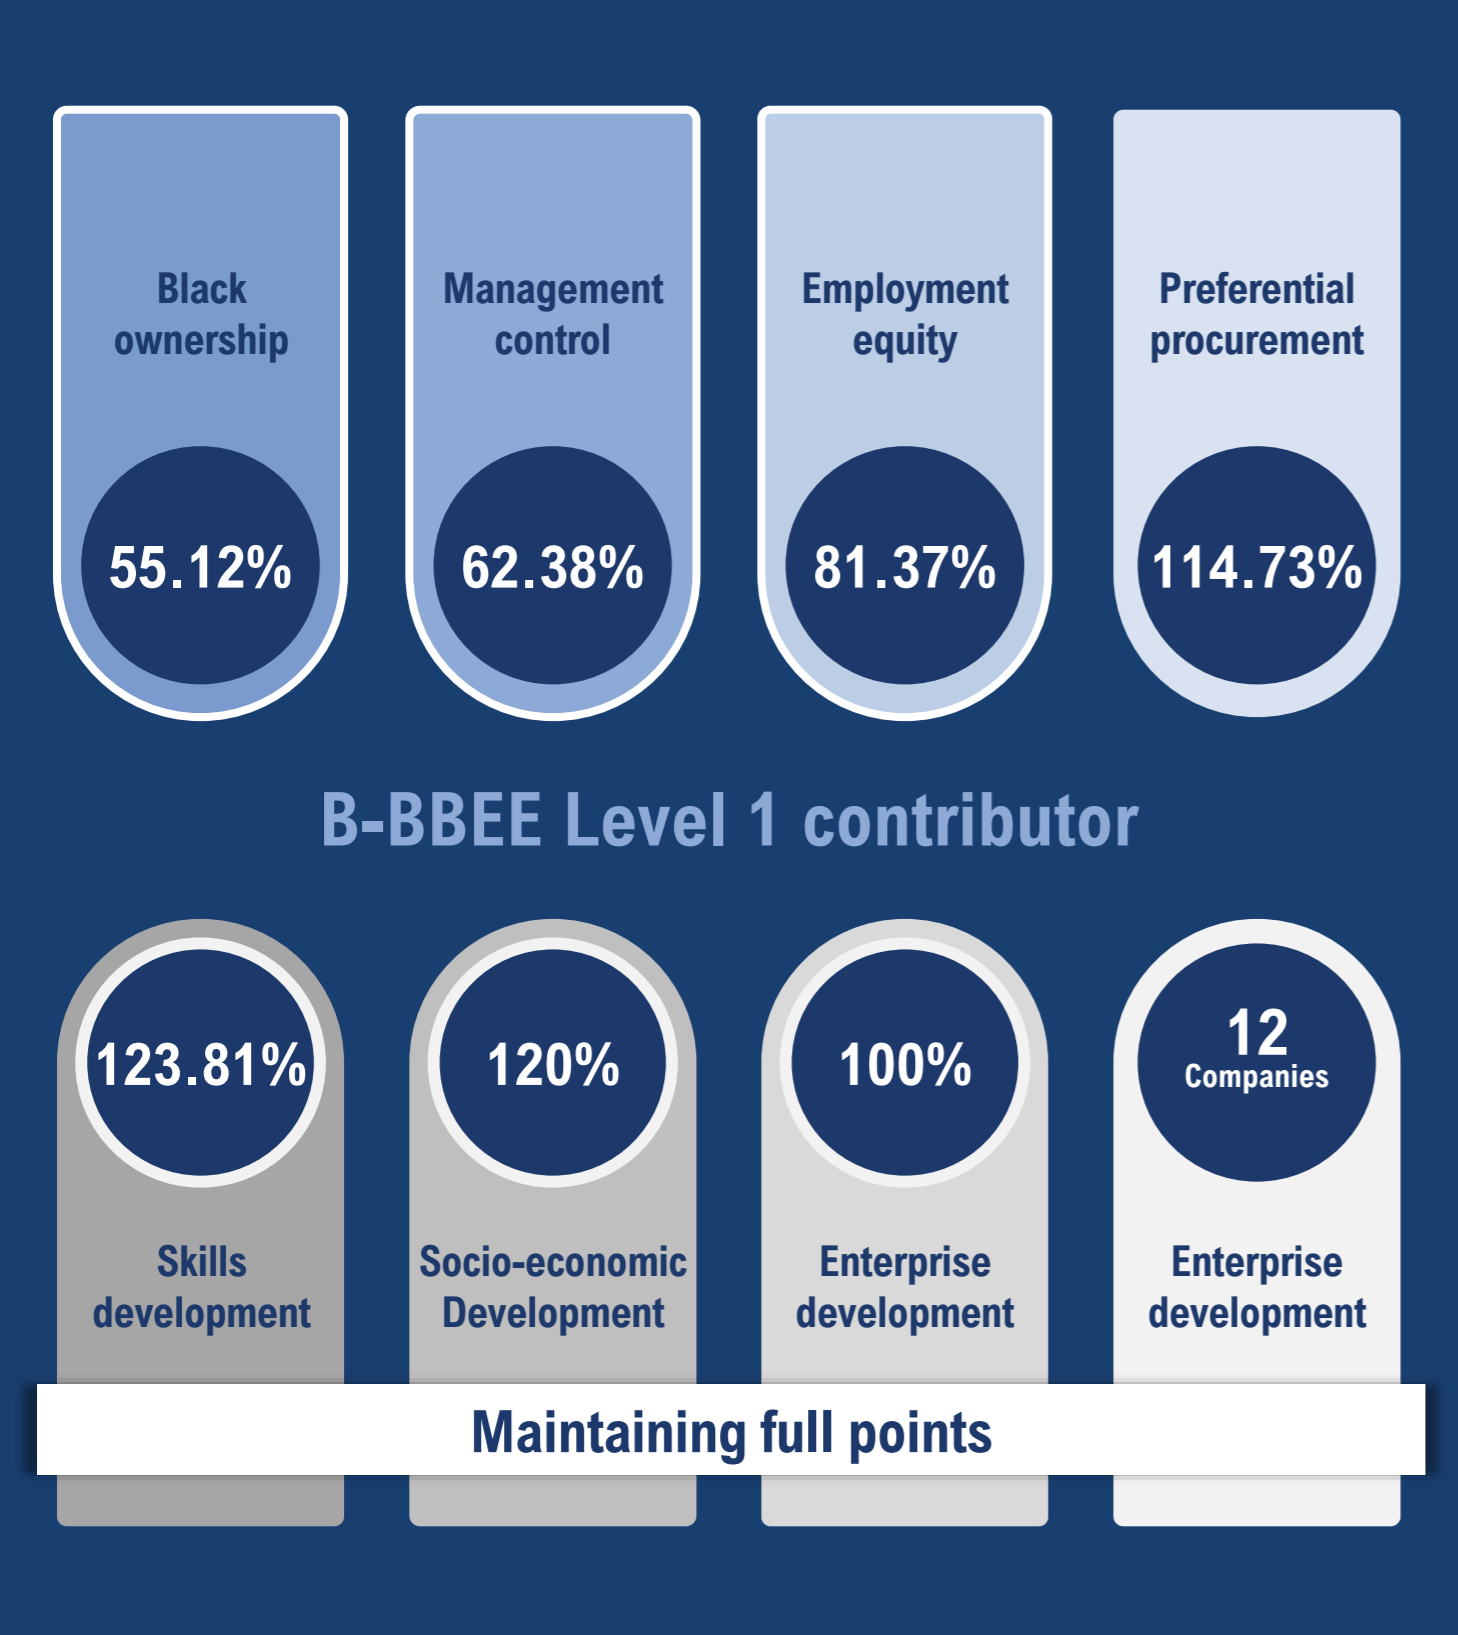 Black
ownership
55.12%
Management
control
62.38%
Employment
equity
81.37%
Preferential
procurement
114.73%
B-BBEE Level 1 contributor
123.81%
Skills
development
120%
Socio-economic
Development
100%
Enterprise
development
12
Companies
Enterprise
development
Maintaining full points